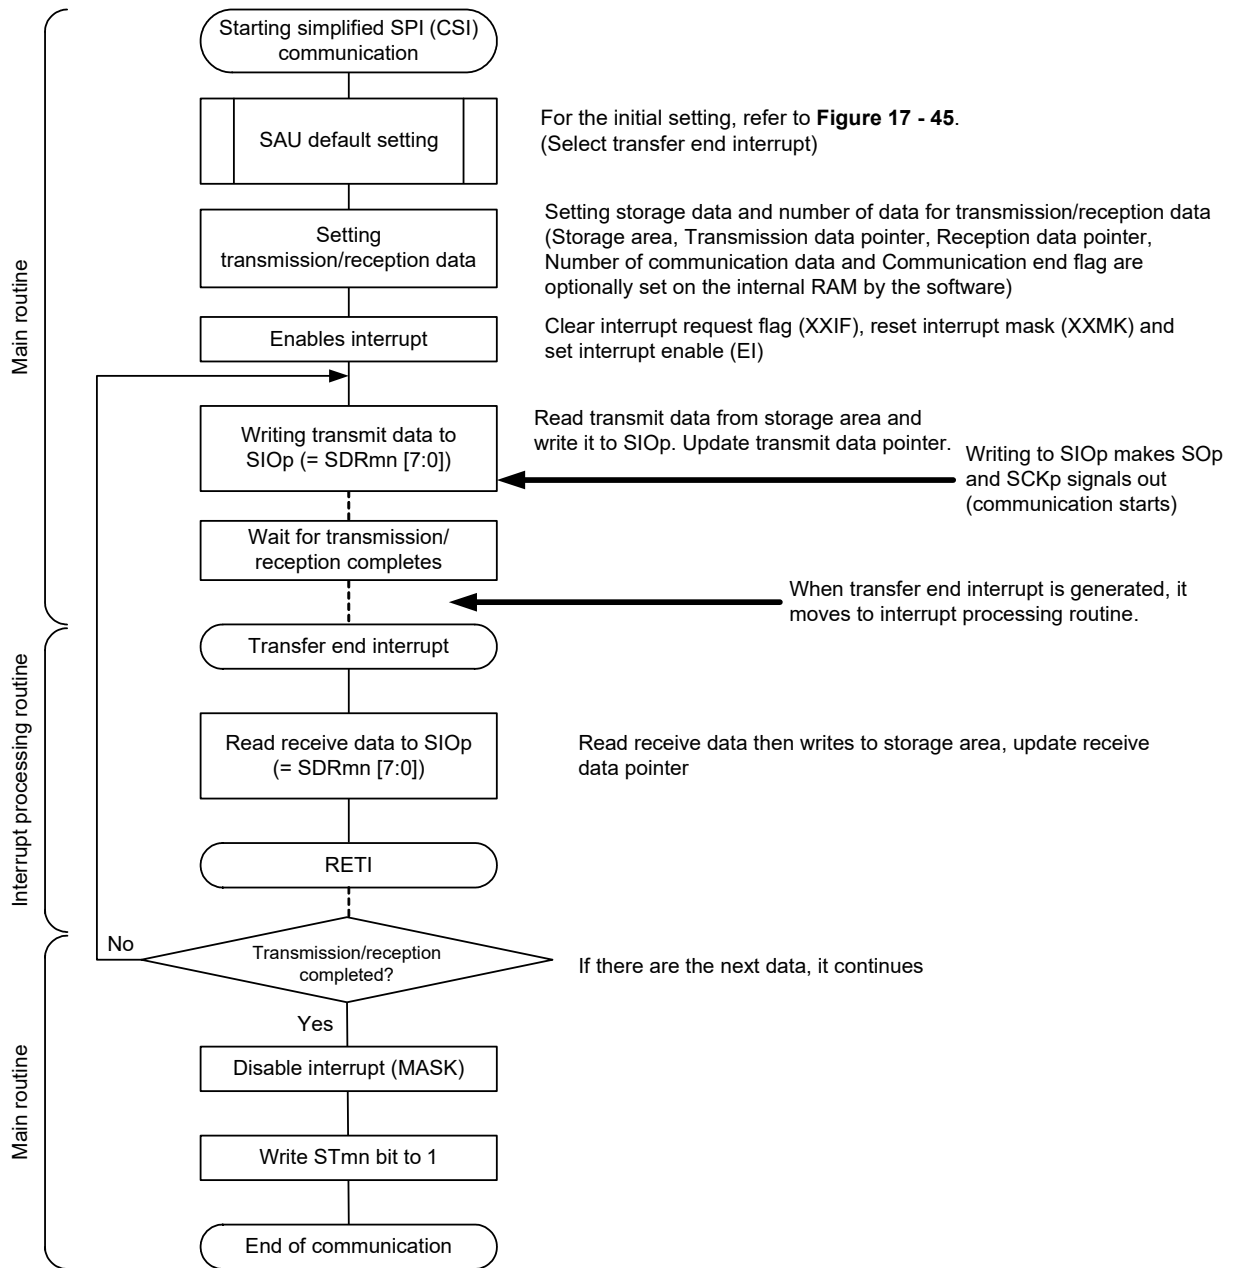 Starting simplified SPI (CSI)
communication
SAU default setting
For the initial setting, refer to Figure 17 - 45.
(Select transfer end interrupt)
Setting
transmission/reception data
Setting storage data and number of data for transmission/reception data
(Storage area, Transmission data pointer, Reception data pointer,
Number of communication data and Communication end flag are
optionally set on the internal RAM by the software)
Main routine
Enables interrupt
Clear interrupt request flag (XXIF), reset interrupt mask (XXMK) and
set interrupt enable (EI)
Writing transmit data to
SIOp (= SDRmn [7:0])
Read transmit data from storage area and
write it to SIOp. Update transmit data pointer.
Writing to SIOp makes SOp
and SCKp signals out
(communication starts)
Wait for transmission/
reception completes
When transfer end interrupt is generated, it
moves to interrupt processing routine.
Transfer end interrupt
Interrupt processing routine
Read receive data to SIOp
(= SDRmn [7:0])
Read receive data then writes to storage area, update receive
data pointer
RETI
No
Transmission/reception
completed?
If there are the next data, it continues
Yes
Main routine
Disable interrupt (MASK)
Write STmn bit to 1
End of communication